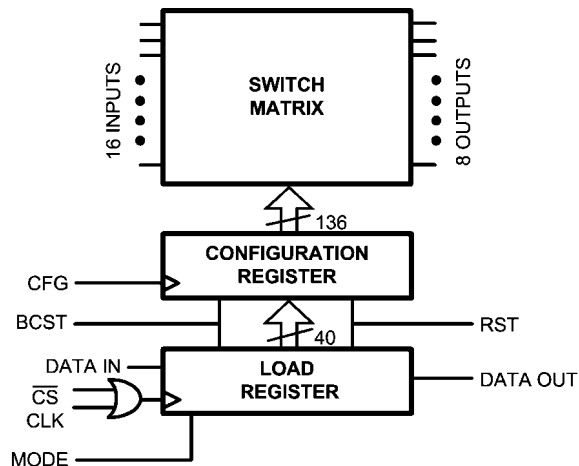 16 INPUTS
SWITCH
MATRIX
8 OUTPUTS
136
CONFIGURATION
REGISTER
CFG
BCST
RST
40
DATA IN
LOAD
REGISTER
DATA OUT
C̅S̅
CLK
MODE